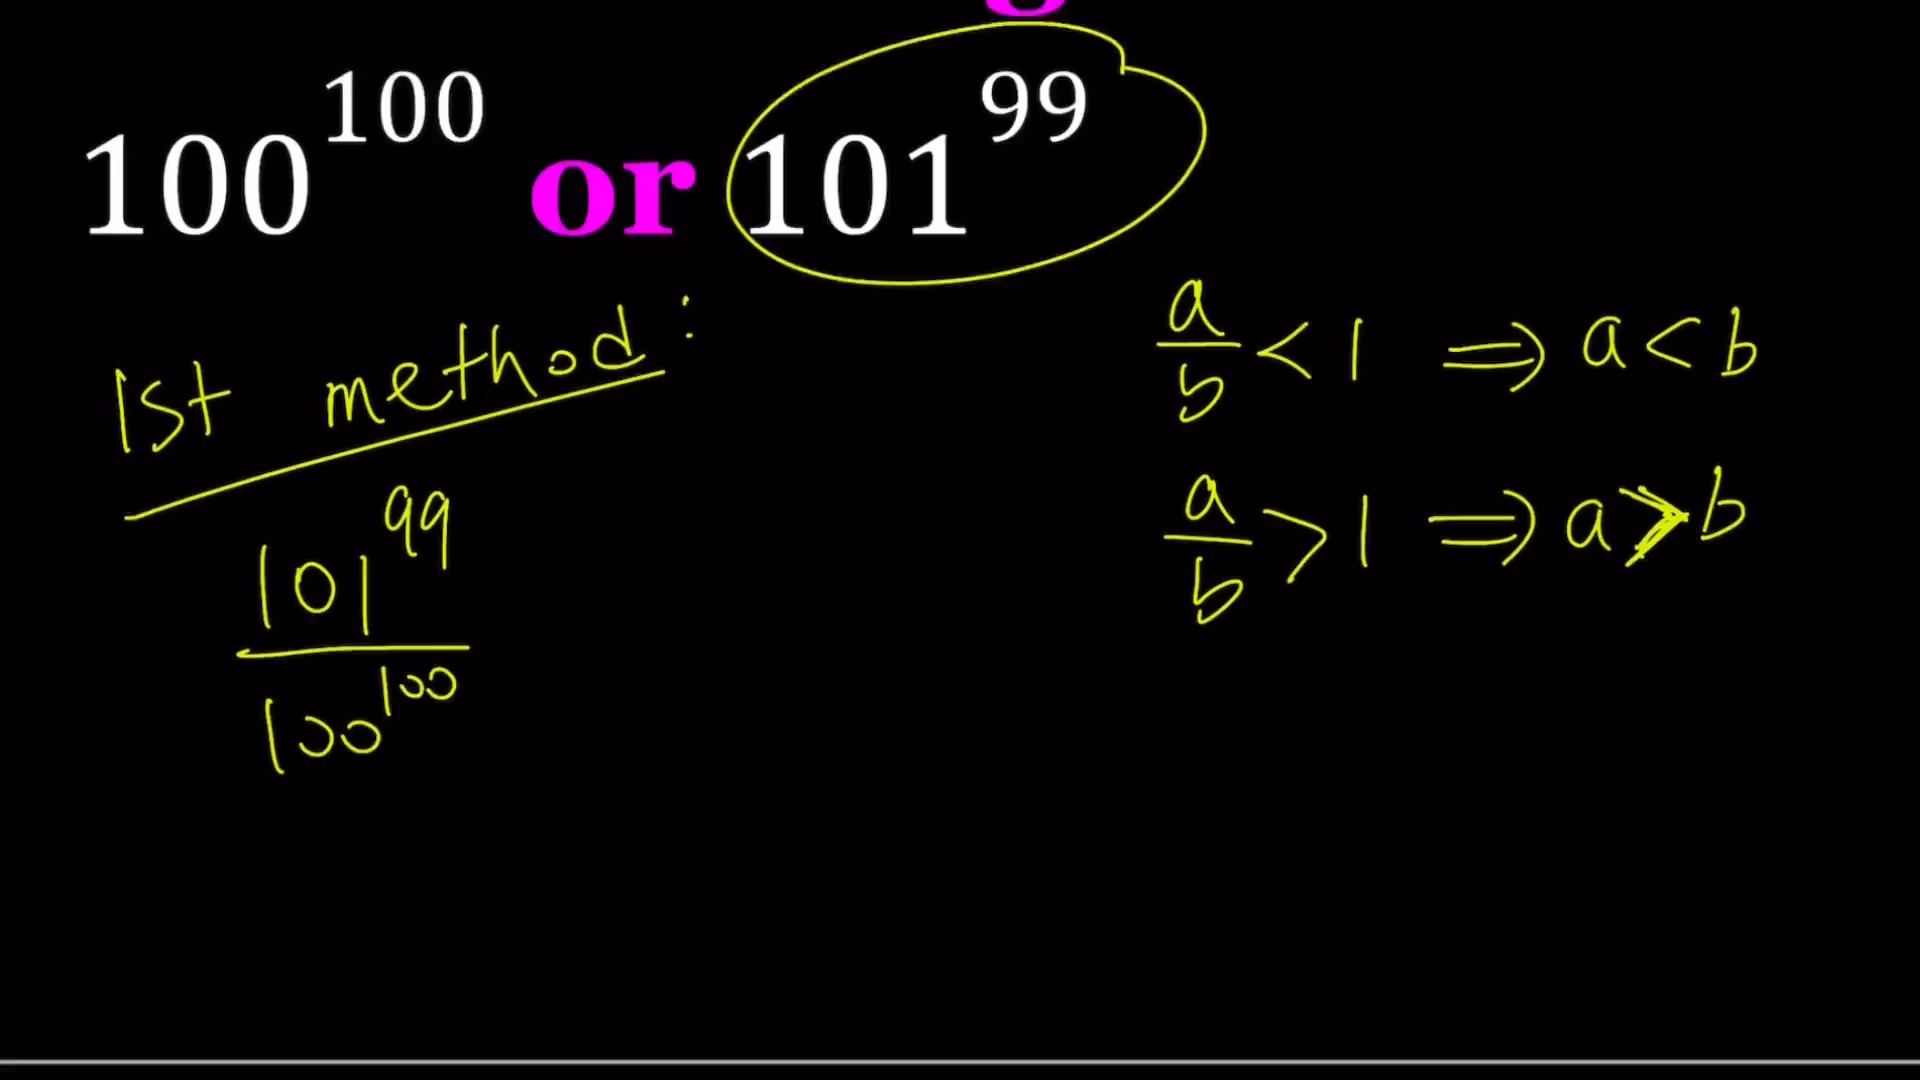 g
100^100 or 101^99
1st method:
a/b < 1 ⇒ a < b
a/b > 1 ⇒ a > b
101^99
100^100